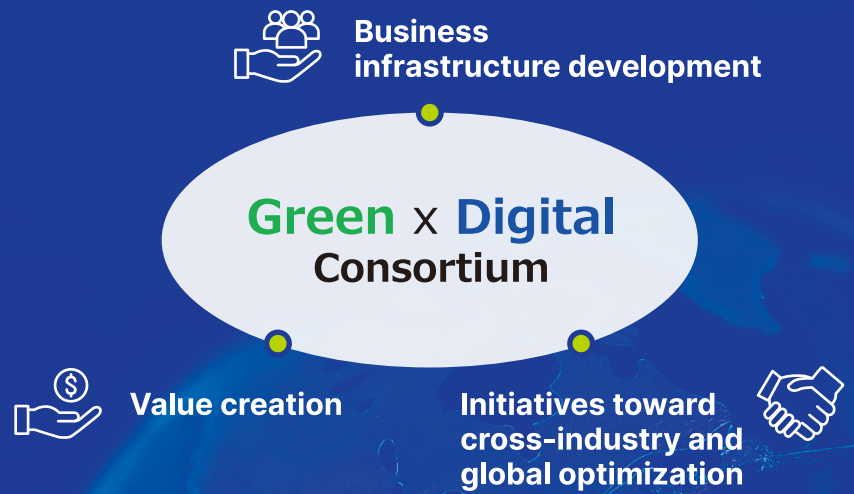 Business
infrastructure development
Green x Digital
Consortium
$
Value creation
Initiatives toward
cross-industry and
global optimization